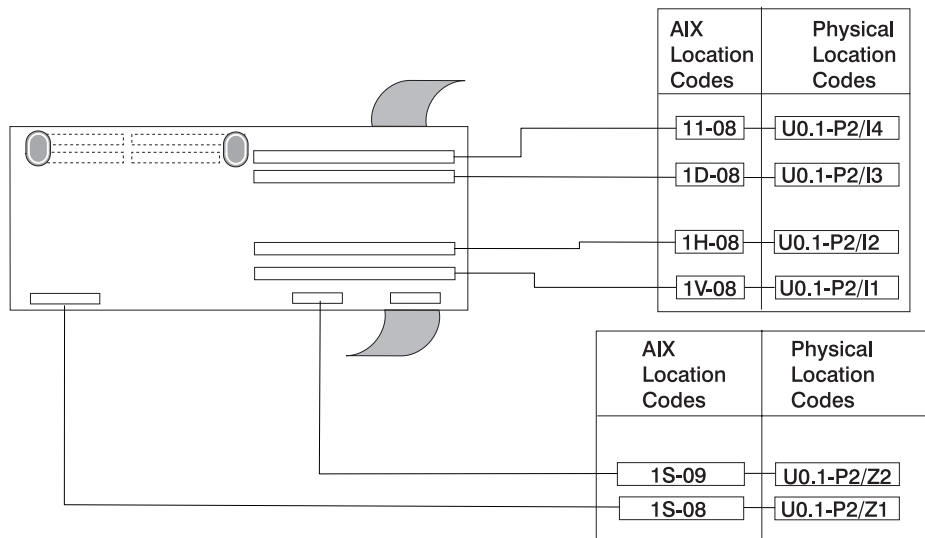 AIX
Location
Codes
Physical
Location
Codes
11-08 U0.1-P2/I4
1D-08 U0.1-P2/I3
1H-08 U0.1-P2/I2
1V-08 U0.1-P2/I1
AIX
Location
Codes
Physical
Location
Codes
1S-09 U0.1-P2/Z2
1S-08 U0.1-P2/Z1